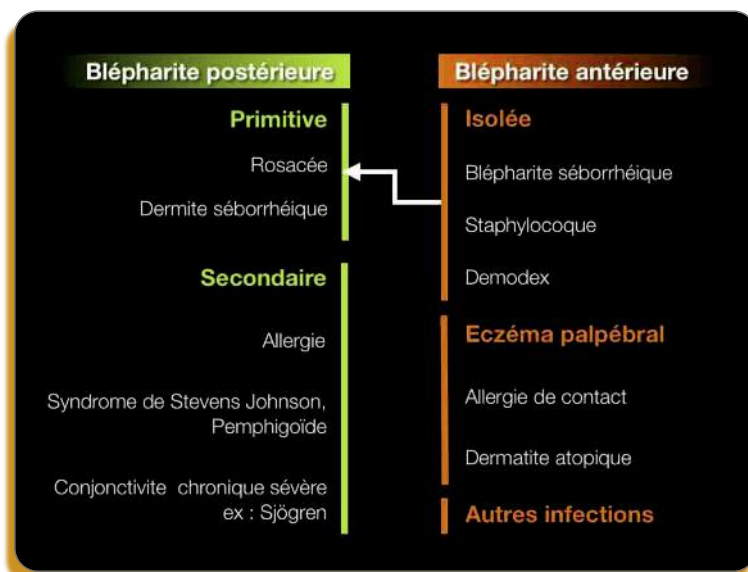 Blépharite postérieure
Primitive
Rosacée
Dermite séborrhéique
Secondaire
Allergie
Syndrome de Stevens Johnson,
Pemphigoïde
Conjonctivite chronique sévère
ex : Sjögren
Blépharite antérieure
Isolée
Blépharite séborrhéique
Staphylocoque
Demodex
Eczéma palpébral
Allergie de contact
Dermatite atopique
Autres infections